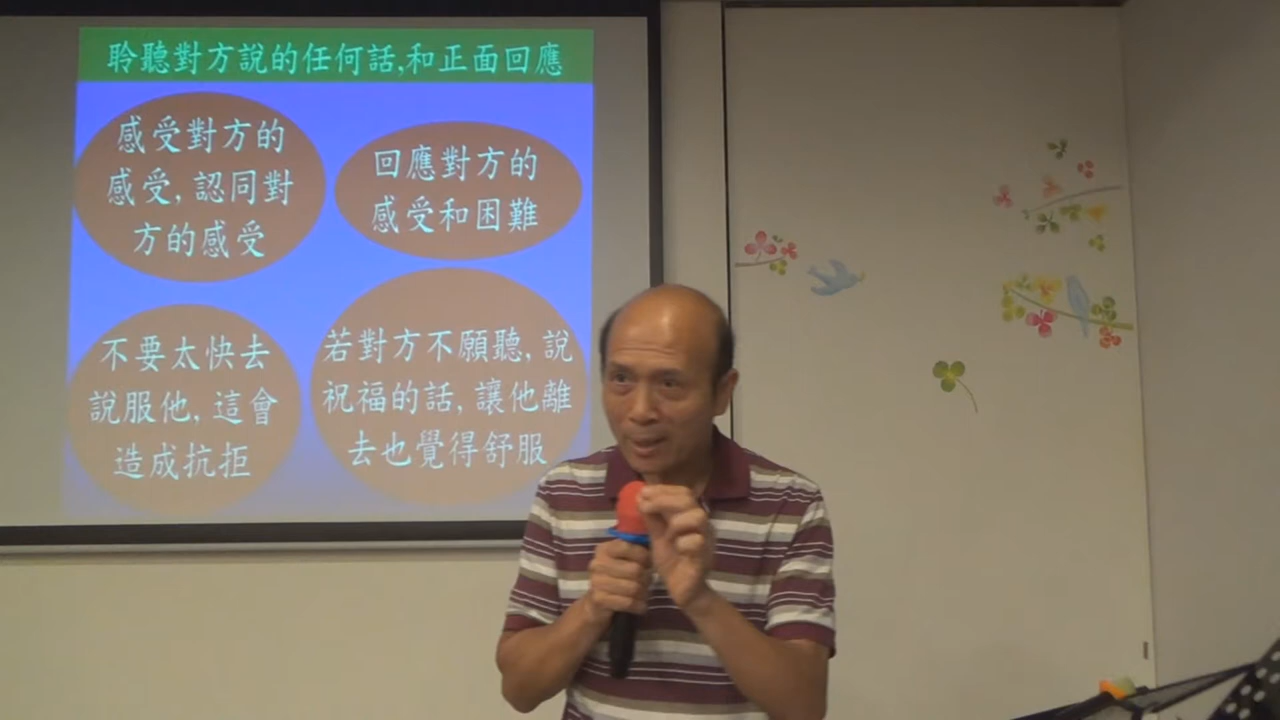 聆聽對方說的任何話,和正面回應
感受對方的
感受, 認同對
方的感受
回應對方的
感受和困難
不要太快去
說服他, 這會
造成抗拒
若對方不願聽, 說
祝福的話, 讓他離
去也覺得舒服